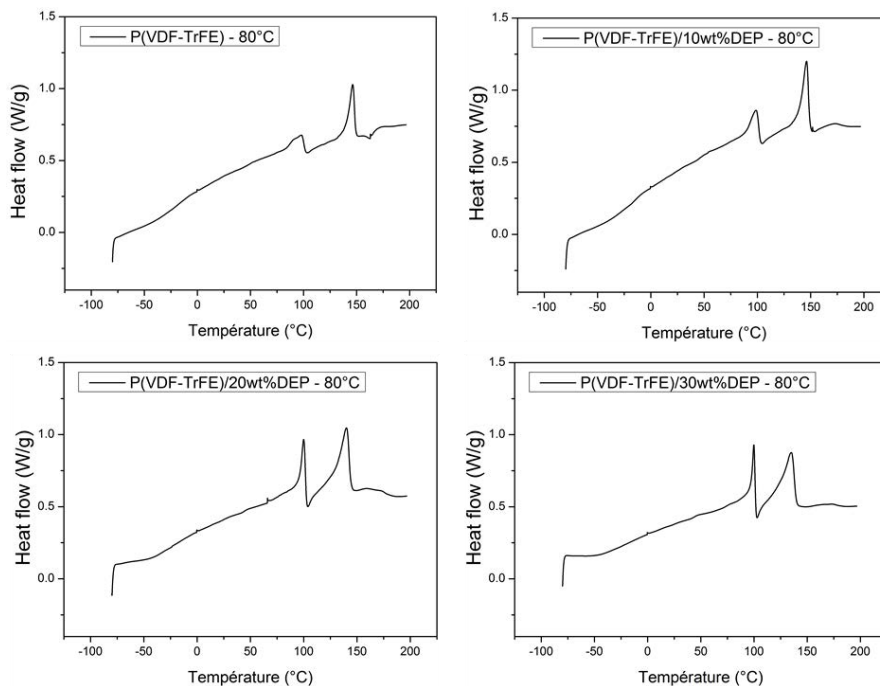 1.5
P(VDF-TrFE) - 80°C
1.0
0.5
0.0
Heat flow (W/g)
-100 -50 0 50 100 150 200
Température (°C)
1.5
P(VDF-TrFE)/10wt%DEP - 80°C
1.0
0.5
0.0
Heat flow (W/g)
-100 -50 0 50 100 150 200
Température (°C)
1.5
P(VDF-TrFE)/20wt%DEP - 80°C
1.0
0.5
0.0
Heat flow (W/g)
-100 -50 0 50 100 150 200
Température (°C)
1.5
P(VDF-TrFE)/30wt%DEP - 80°C
1.0
0.5
0.0
Heat flow (W/g)
-100 -50 0 50 100 150 200
Température (°C)